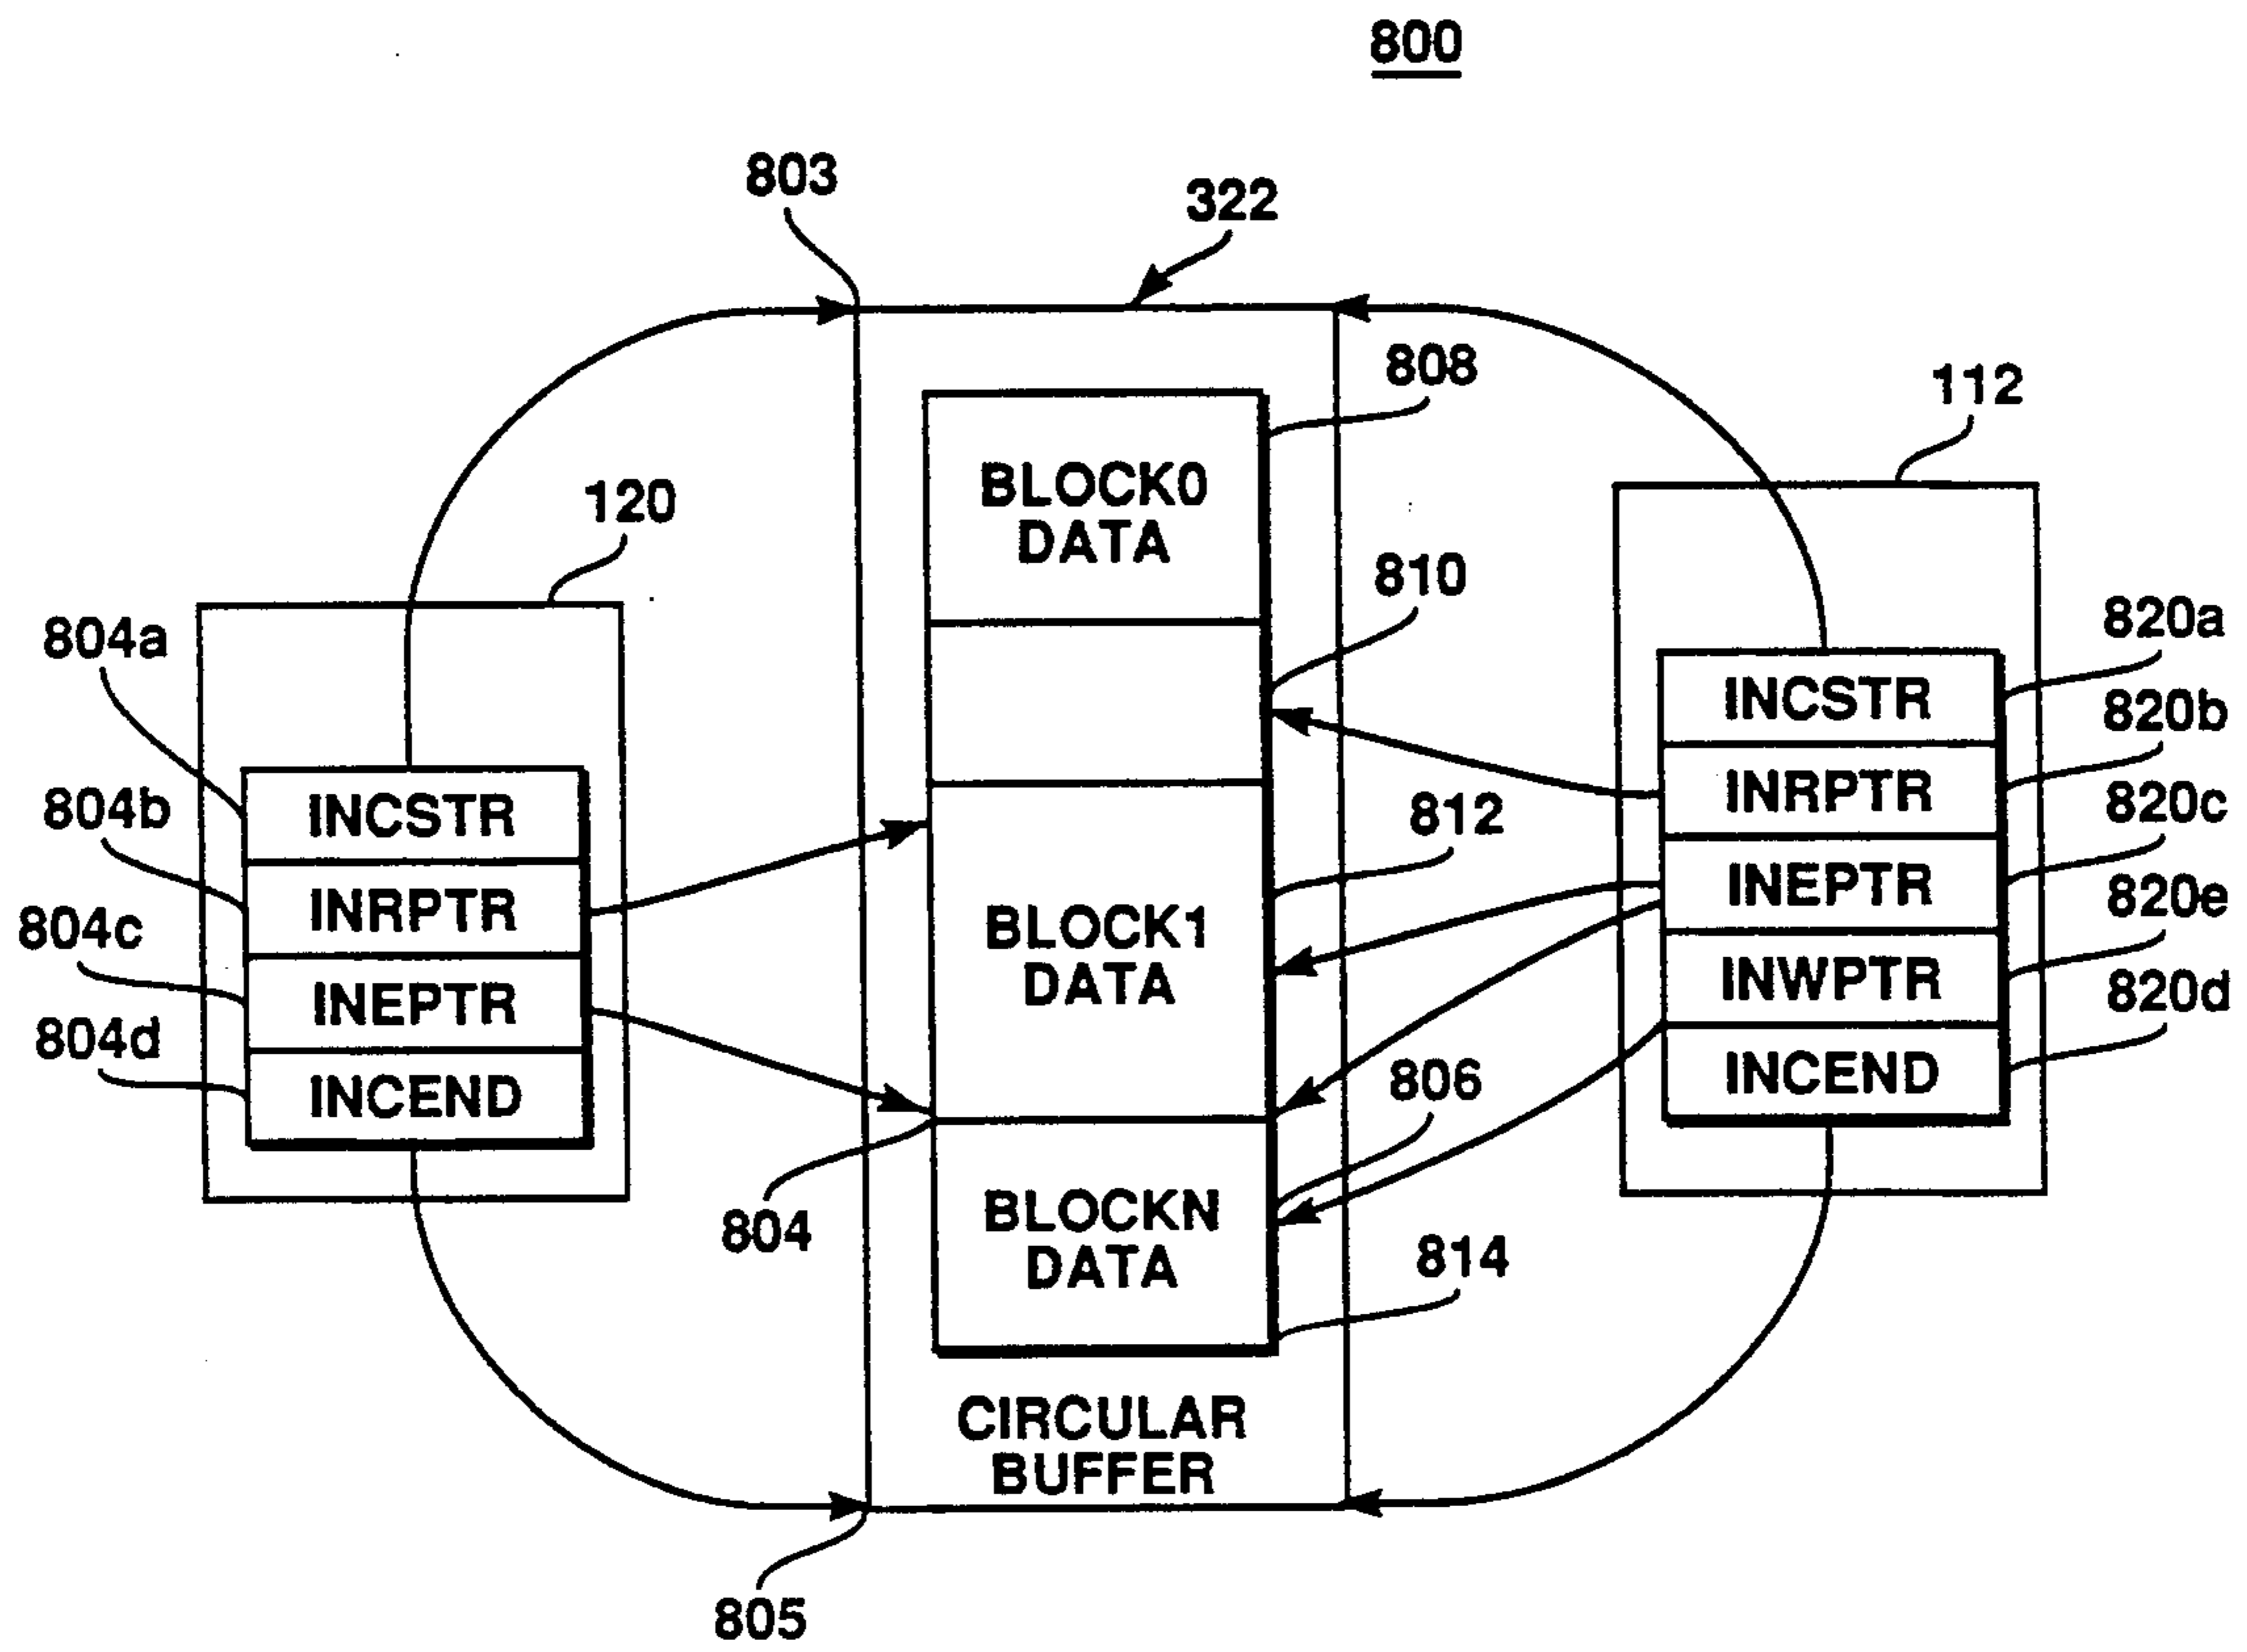 800
803
322
808
112
120
810
820a
804a
820b
804b
812
820c
804c
820e
804d
806
820d
804
814
805
BLOCK0
DATA
BLOCK1
DATA
BLOCKN
DATA
CIRCULAR
BUFFER
INCSTR
INRPTR
INEPTR
INCEND
INCSTR
INRPTR
INEPTR
INWPTR
INCEND